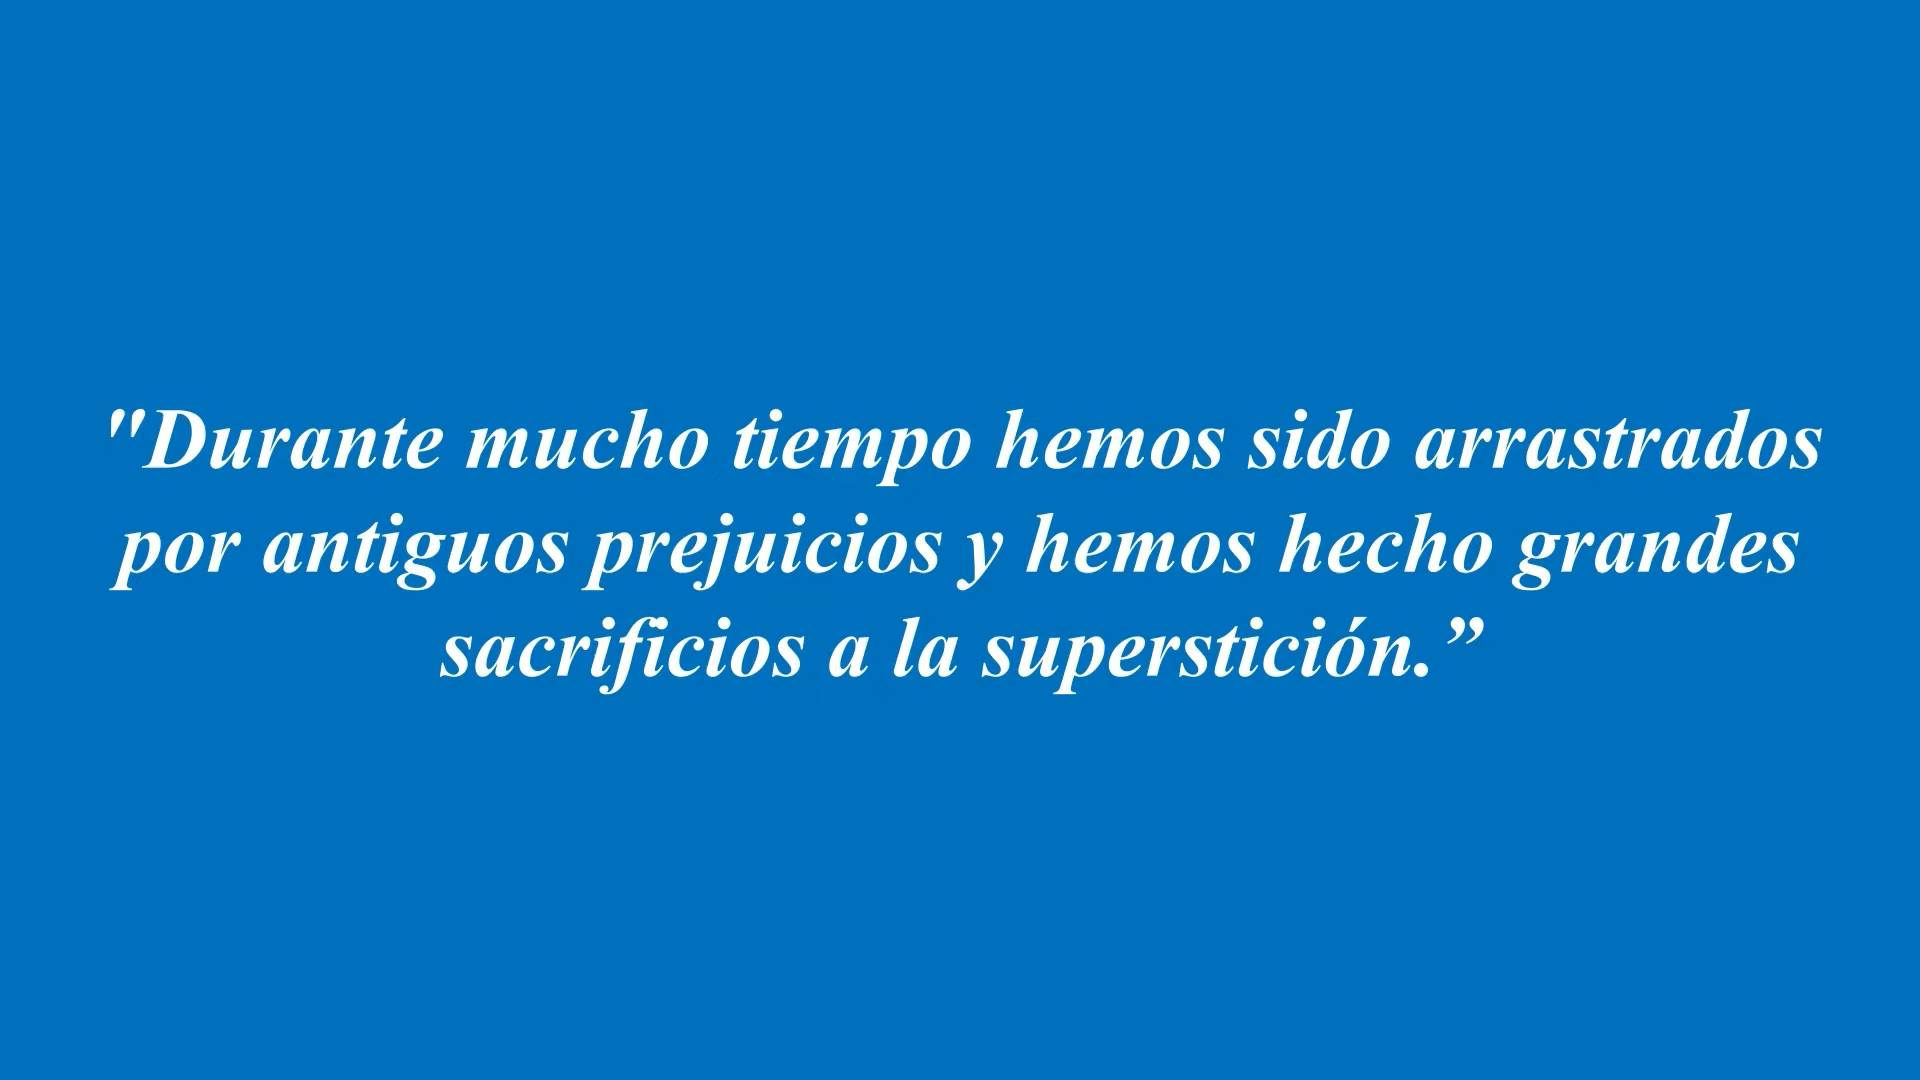 "Durante mucho tiempo hemos sido arrastrados
por antiguos prejuicios y hemos hecho grandes
sacrificios a la superstición.”